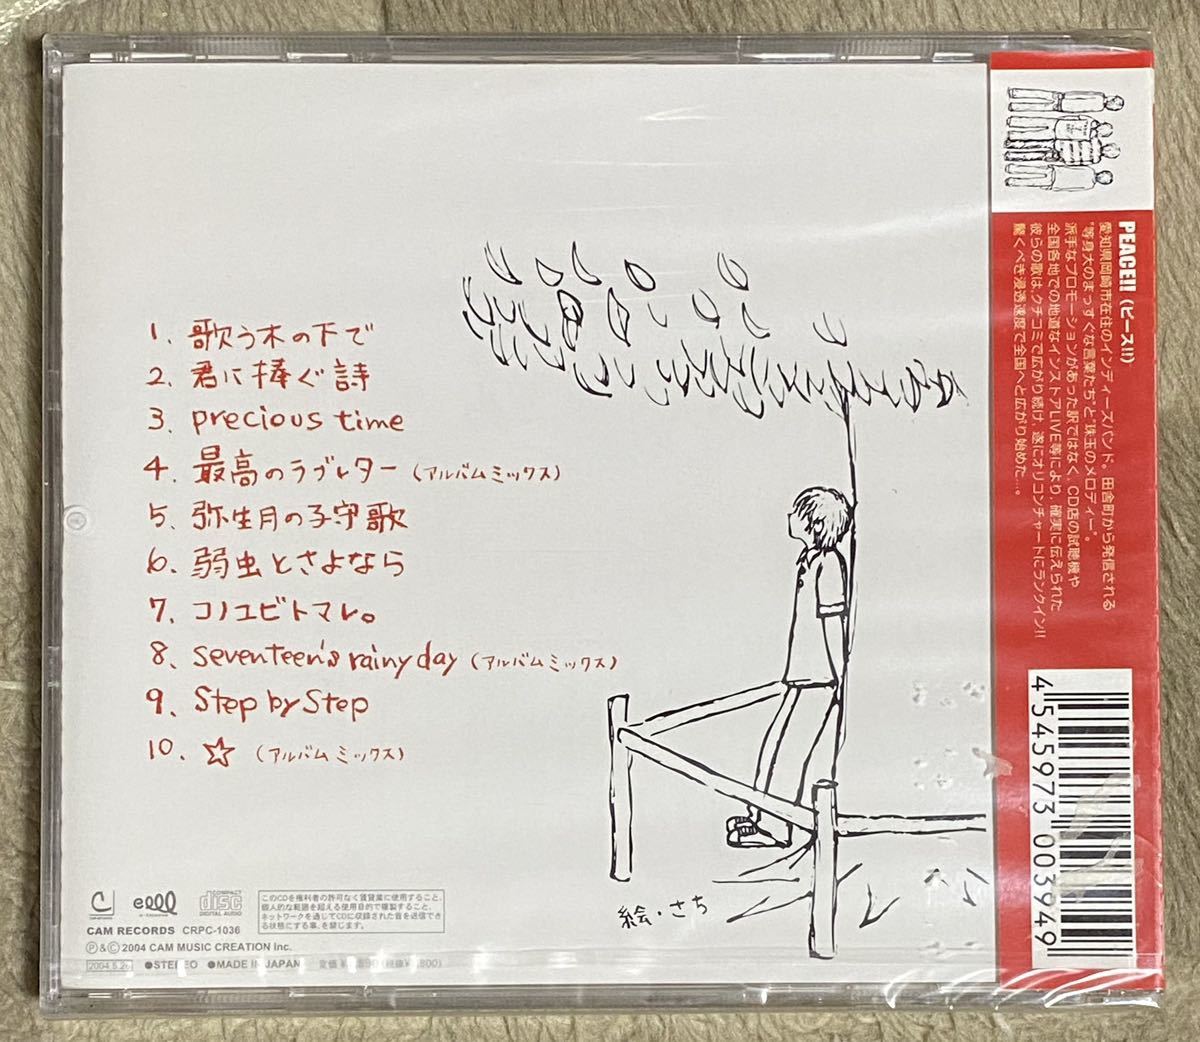 1. 歌う木の下で
2. 君に捧ぐ詩
3. precious time
4. 最高のラブレター (アルバムミックス)
5. 弥生月の子守歌
6. 弱虫とさよなら
7. コノユビトマレ。
8. seventeen's rainy day (アルバムミックス)
9. Step by Step
10. ☆ (アルバムミックス)
絵・さち
COMPACT
disc
DIGITAL AUDIO
このCDを権利者の許可なく賃貸業に使用すること、
個人的な範囲を超える使用目的で複製すること、
ネットワークを通じてCDに収録された音を送信でき
る状態にする事、を禁じます。
CAM RECORDS CRPC-1036
Ⓟ&© 2004 CAM MUSIC CREATION Inc.
2004.5.26 ●STEREO ●MADE IN JAPAN
PEACE!! (ピース!!)
愛知県岡崎市在住のインディーズバンド。田舎町から発信される
"等身大のまっすぐな言葉たち"と"珠玉のメロディー"。
派手なプロモーションがあった訳ではなく、CD店の試聴機や
全国各地での地道なインストアLIVE等により、確実に伝えられた
彼らの歌は、クチコミで広がり続け、遂にオリコンチャートにランクイン!!
驚くべき浸透速度で全国へと広がり始めた…。
4 545973 003949